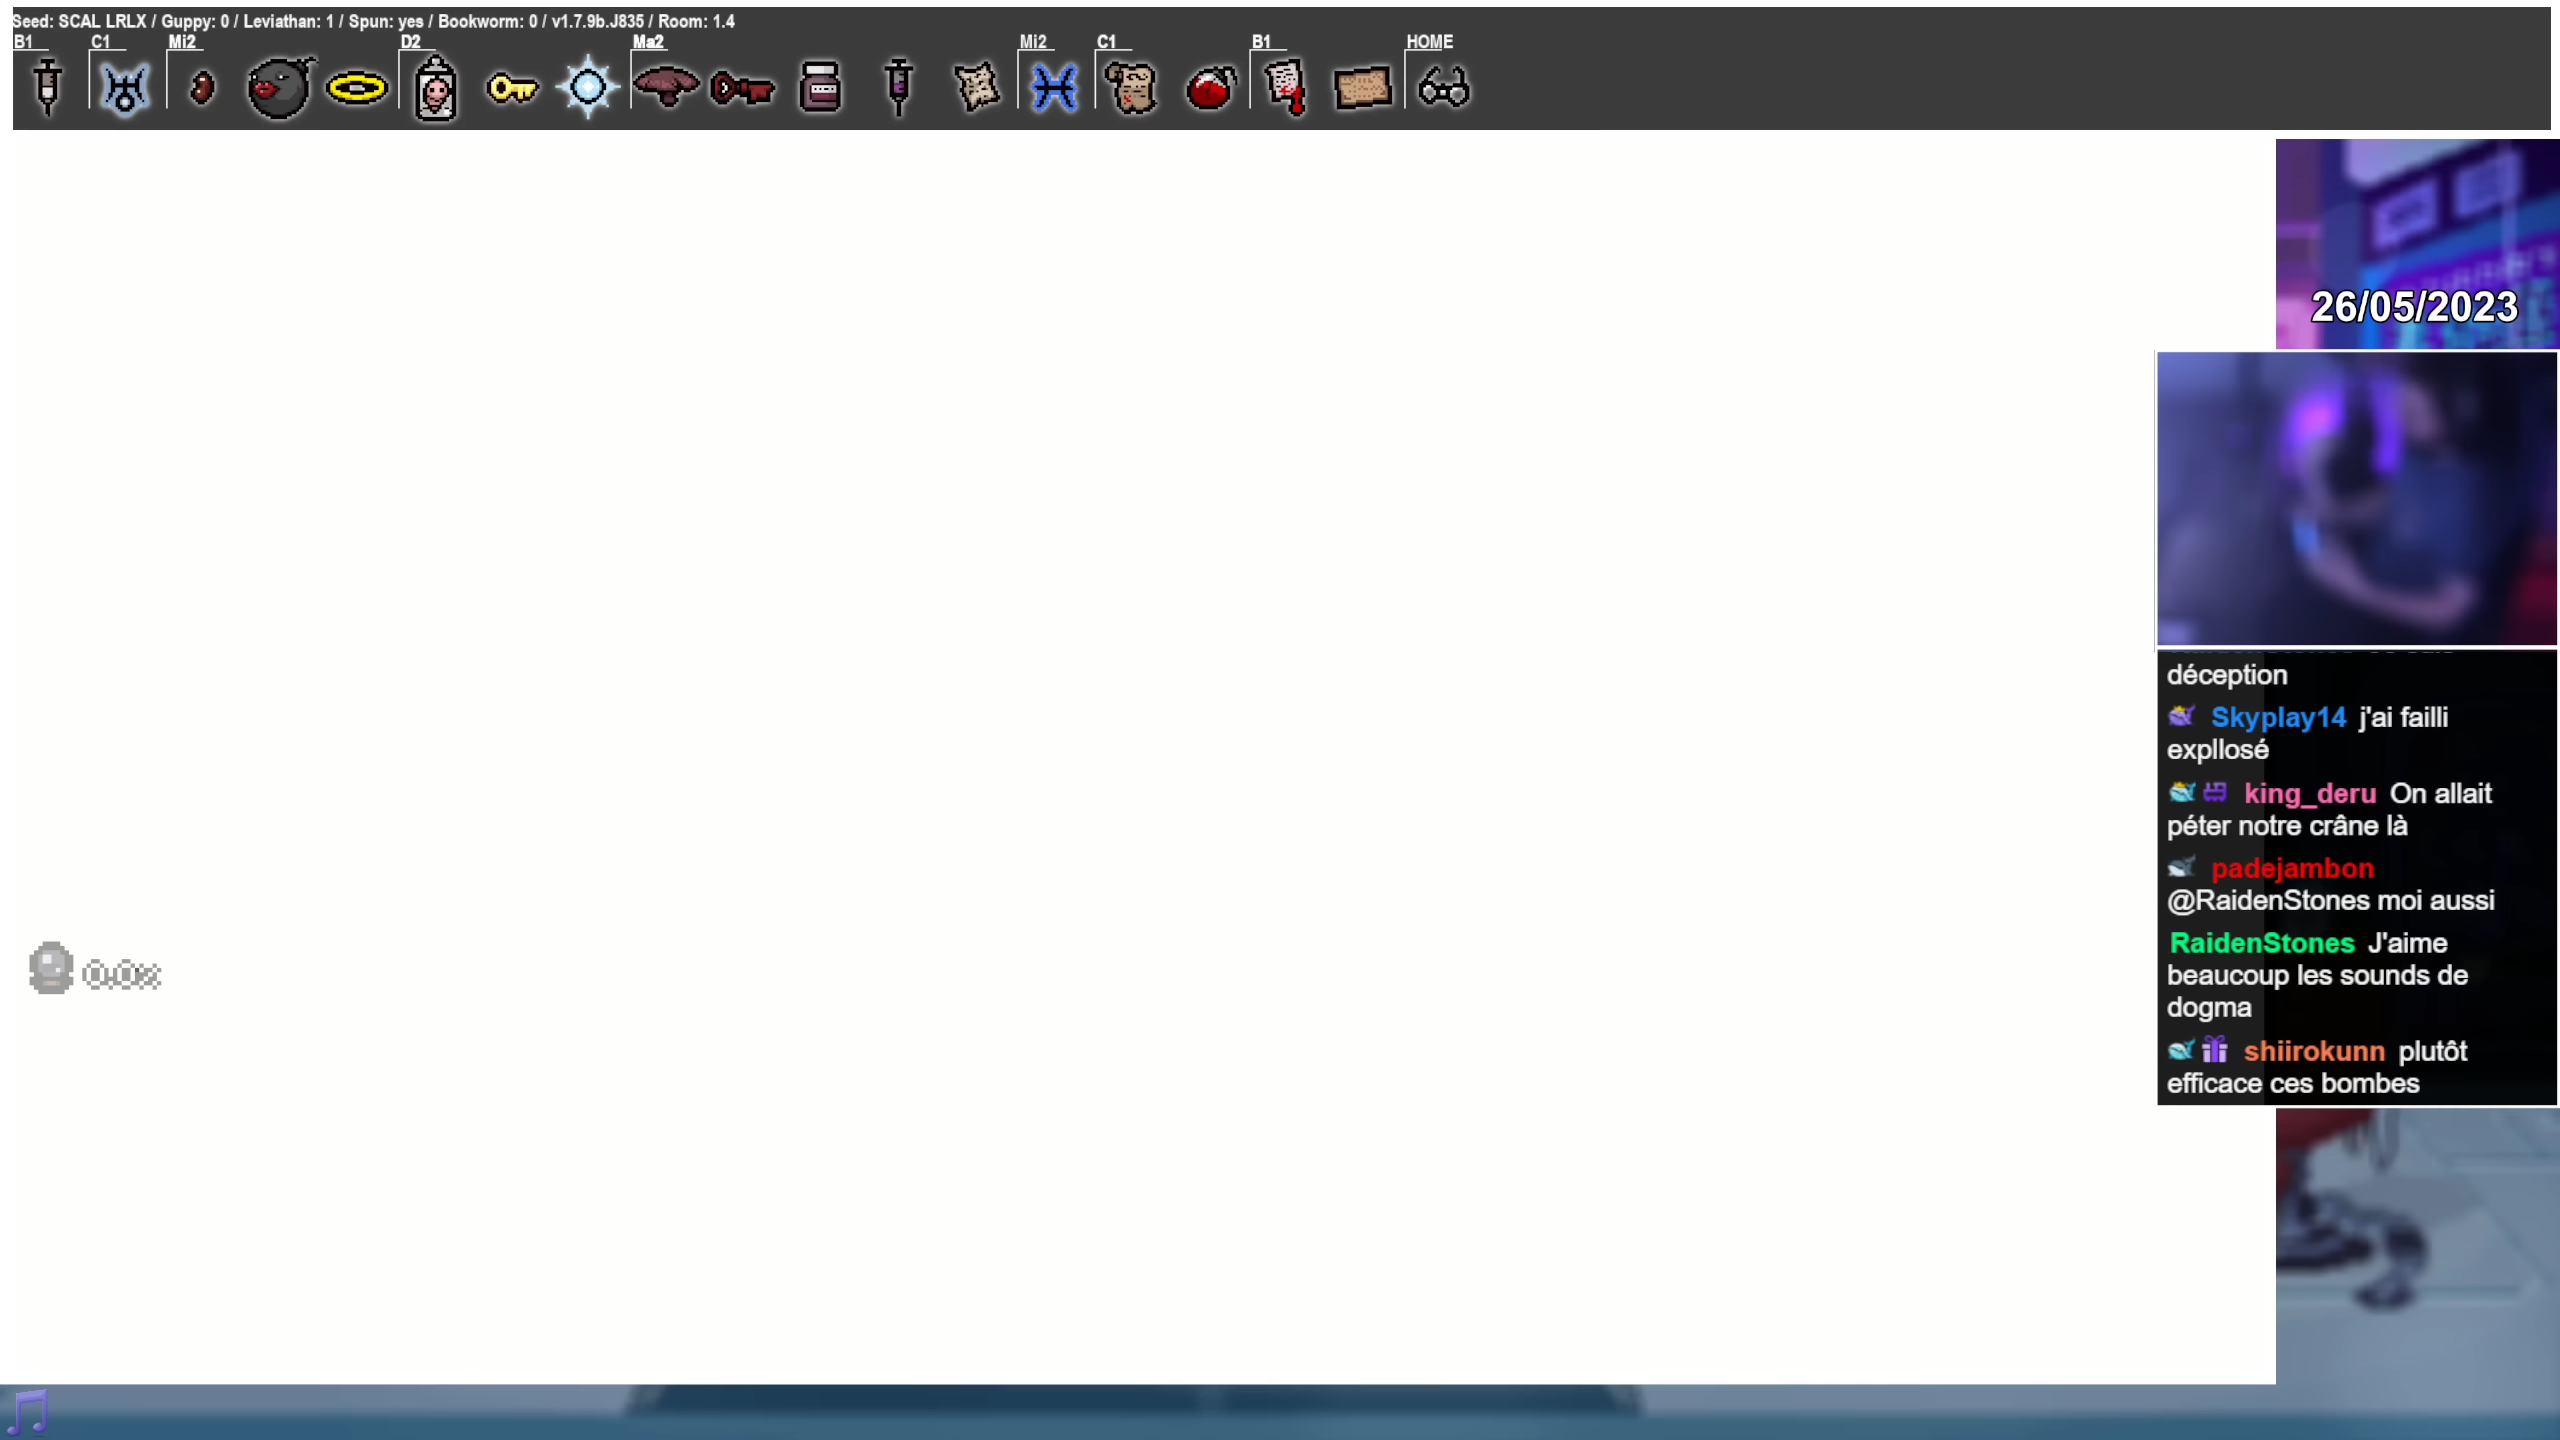 Seed: SCAL LRLX / Guppy: 0 / Leviathan: 1 / Spun: yes / Bookworm: 0 / v1.7.9b.J835 / Room: 1.4
B1 C1 Mi2 D2 Ma2 Mi2 C1 B1 HOME
26/05/2023
déception
Skyplay14 j'ai failli
expllosé
king_deru On allait
péter notre crâne là
padejambon
@RaidenStones moi aussi
RaidenStones J'aime
beaucoup les sounds de
dogma
shiirokunn plutôt
efficace ces bombes